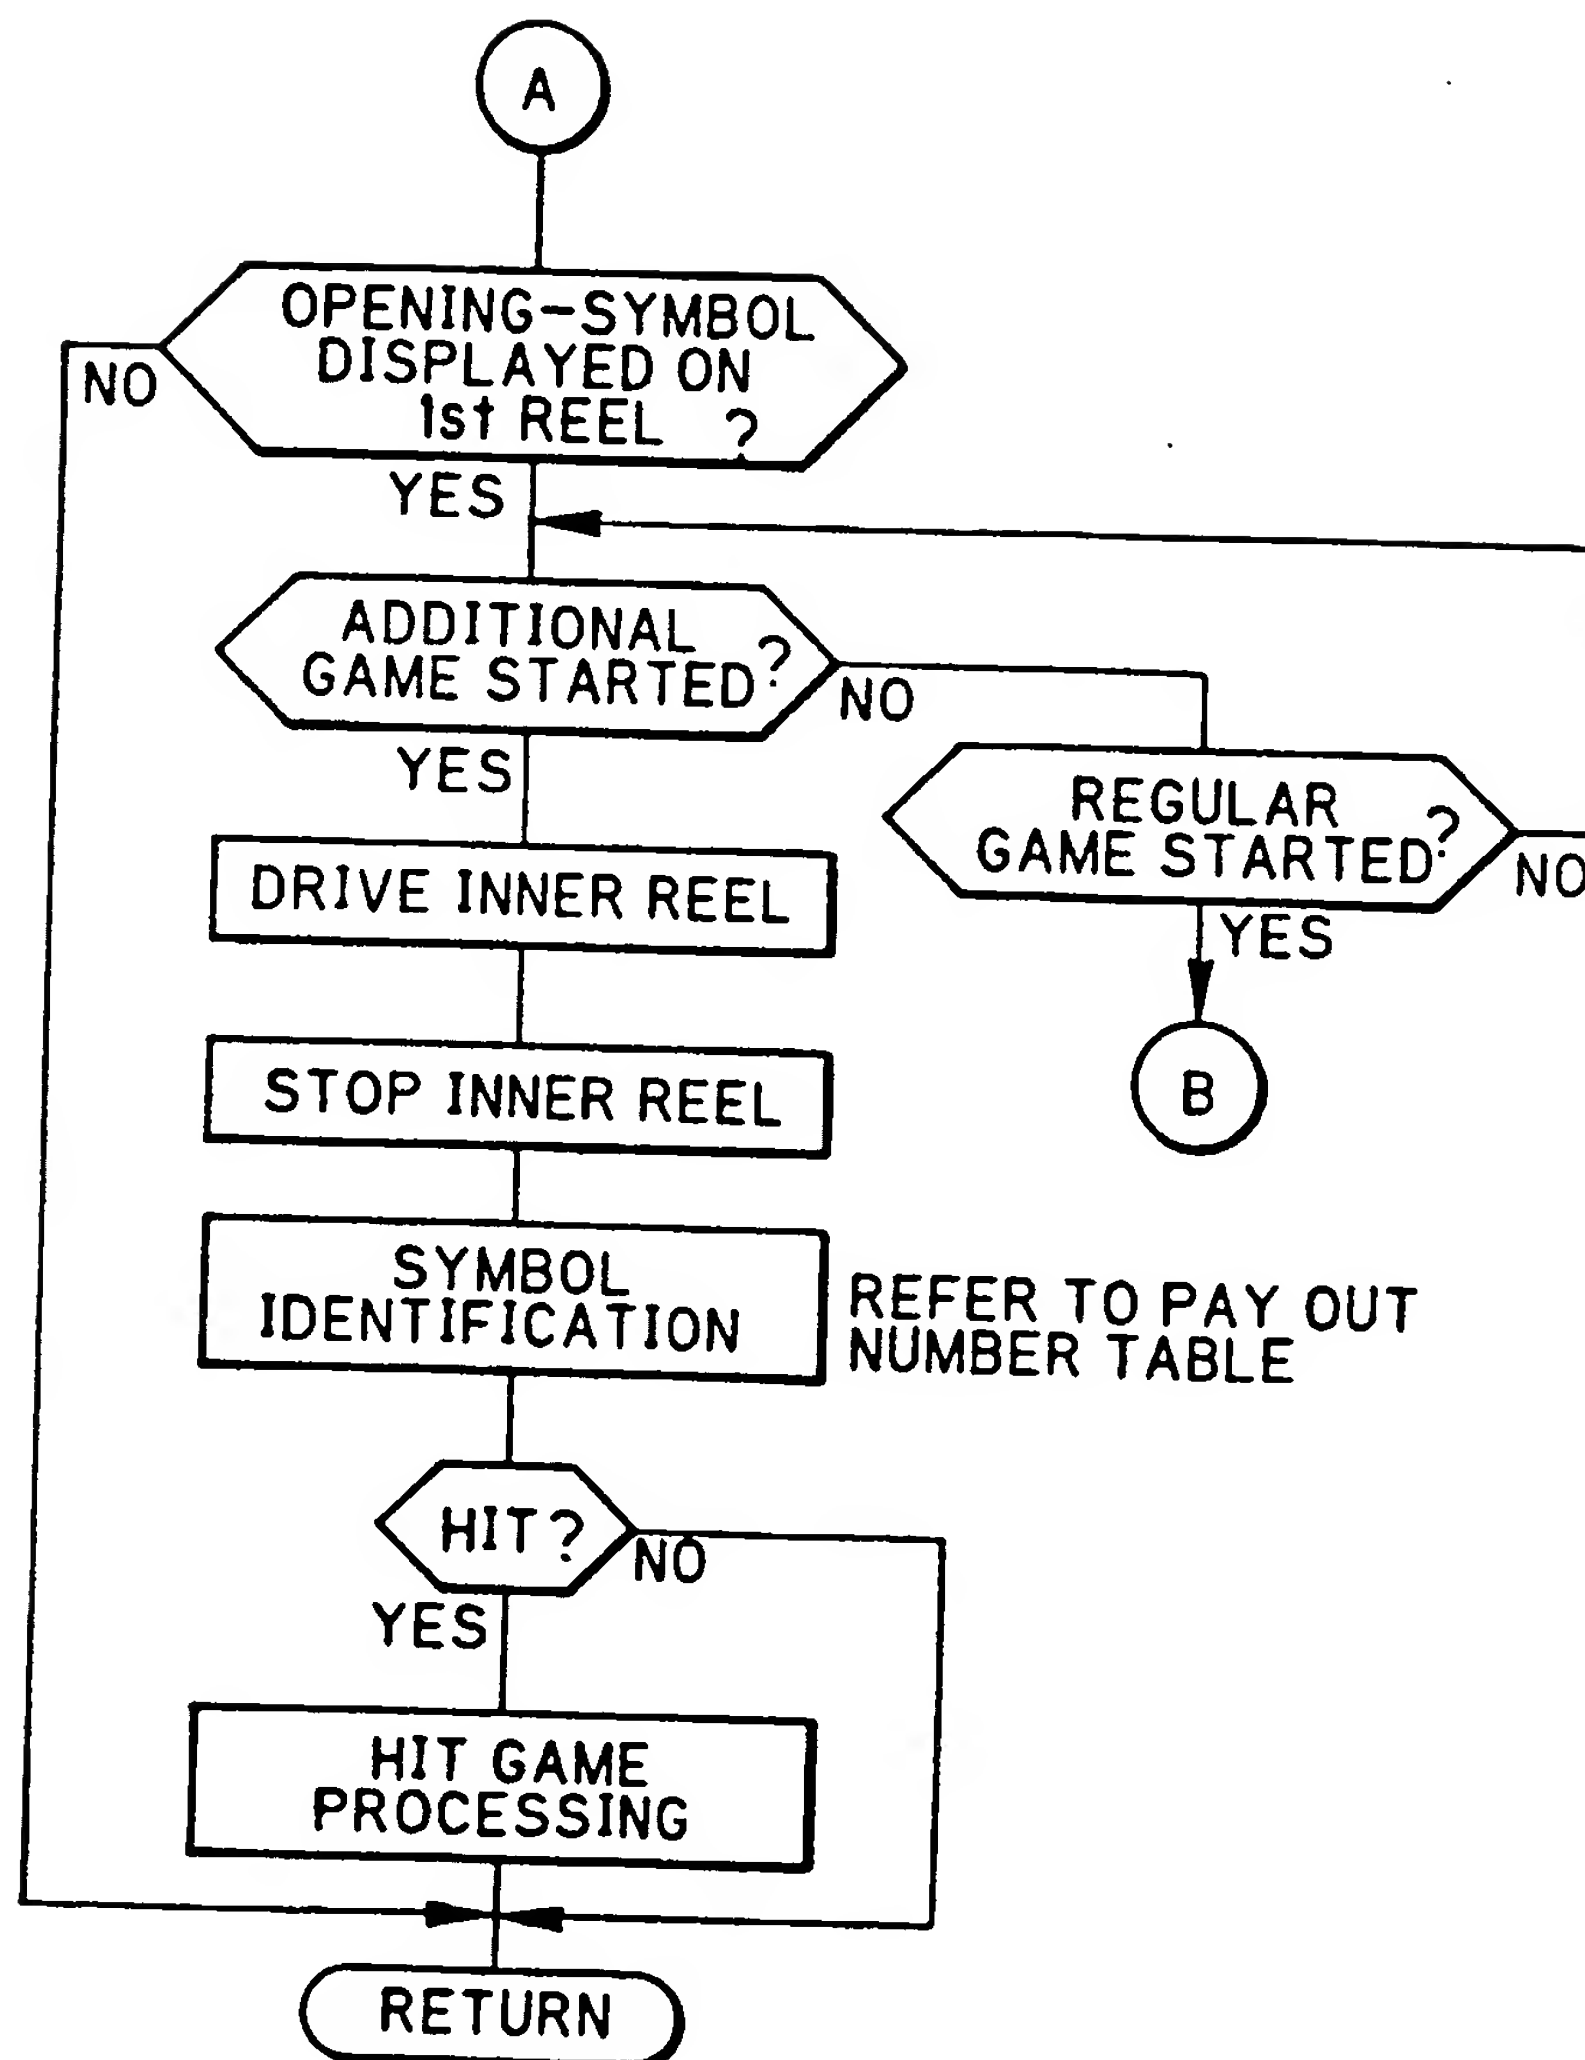 A
OPENING-SYMBOL
DISPLAYED ON
1st REEL ?
NO
YES
ADDITIONAL
GAME STARTED?
NO
YES
REGULAR
GAME STARTED?
NO
YES
DRIVE INNER REEL
B
STOP INNER REEL
SYMBOL
IDENTIFICATION
REFER TO PAY OUT
NUMBER TABLE
HIT?
NO
YES
HIT GAME
PROCESSING
RETURN